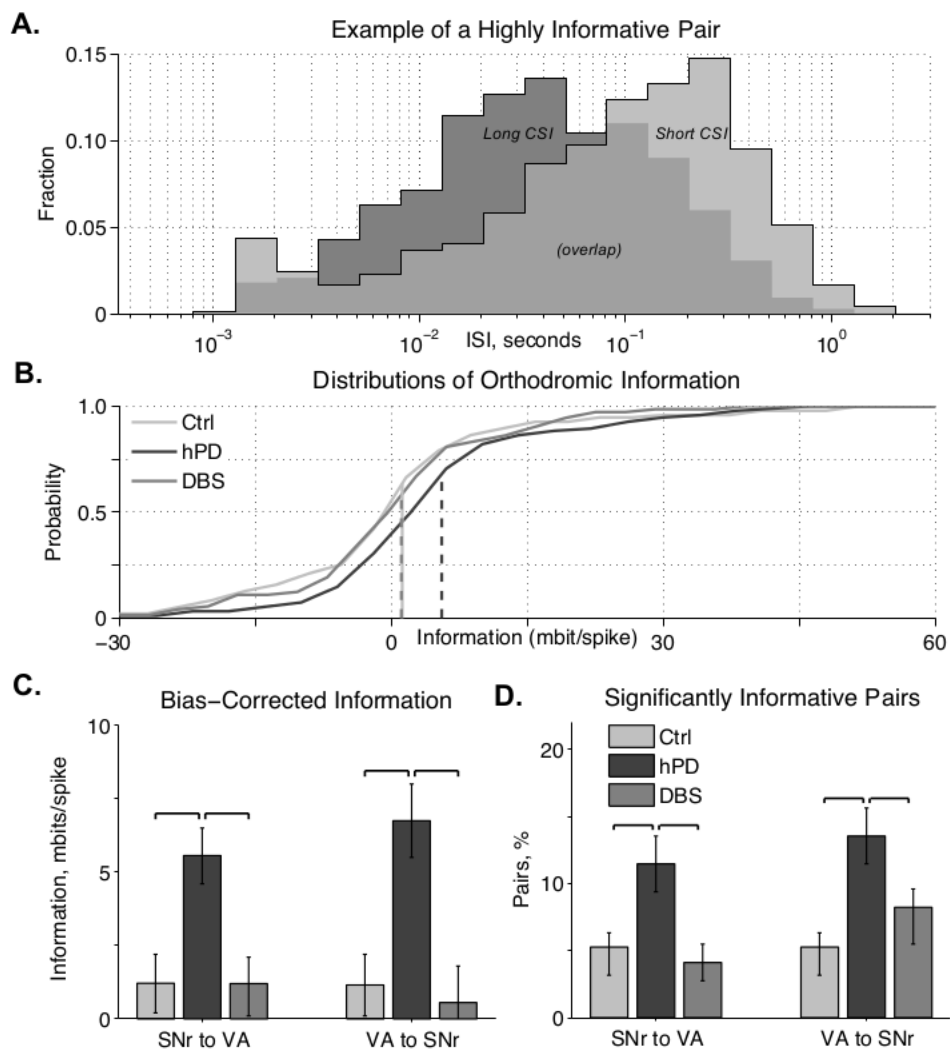 A.
Example of a Highly Informative Pair
Fraction
0.15
0.10
0.05
0
Long CSI
Short CSI
(overlap)
10⁻³
10⁻²
10⁻¹
10⁰
ISI, seconds
B.
Distributions of Orthodromic Information
Probability
1.0
0.5
0
Ctrl
hPD
DBS
−30
0
30
60
Information (mbit/spike)
C.
Bias−Corrected Information
Information, mbits/spike
10
5
0
SNr to VA
VA to SNr
D.
Significantly Informative Pairs
Pairs, %
20
10
0
Ctrl
hPD
DBS
SNr to VA
VA to SNr